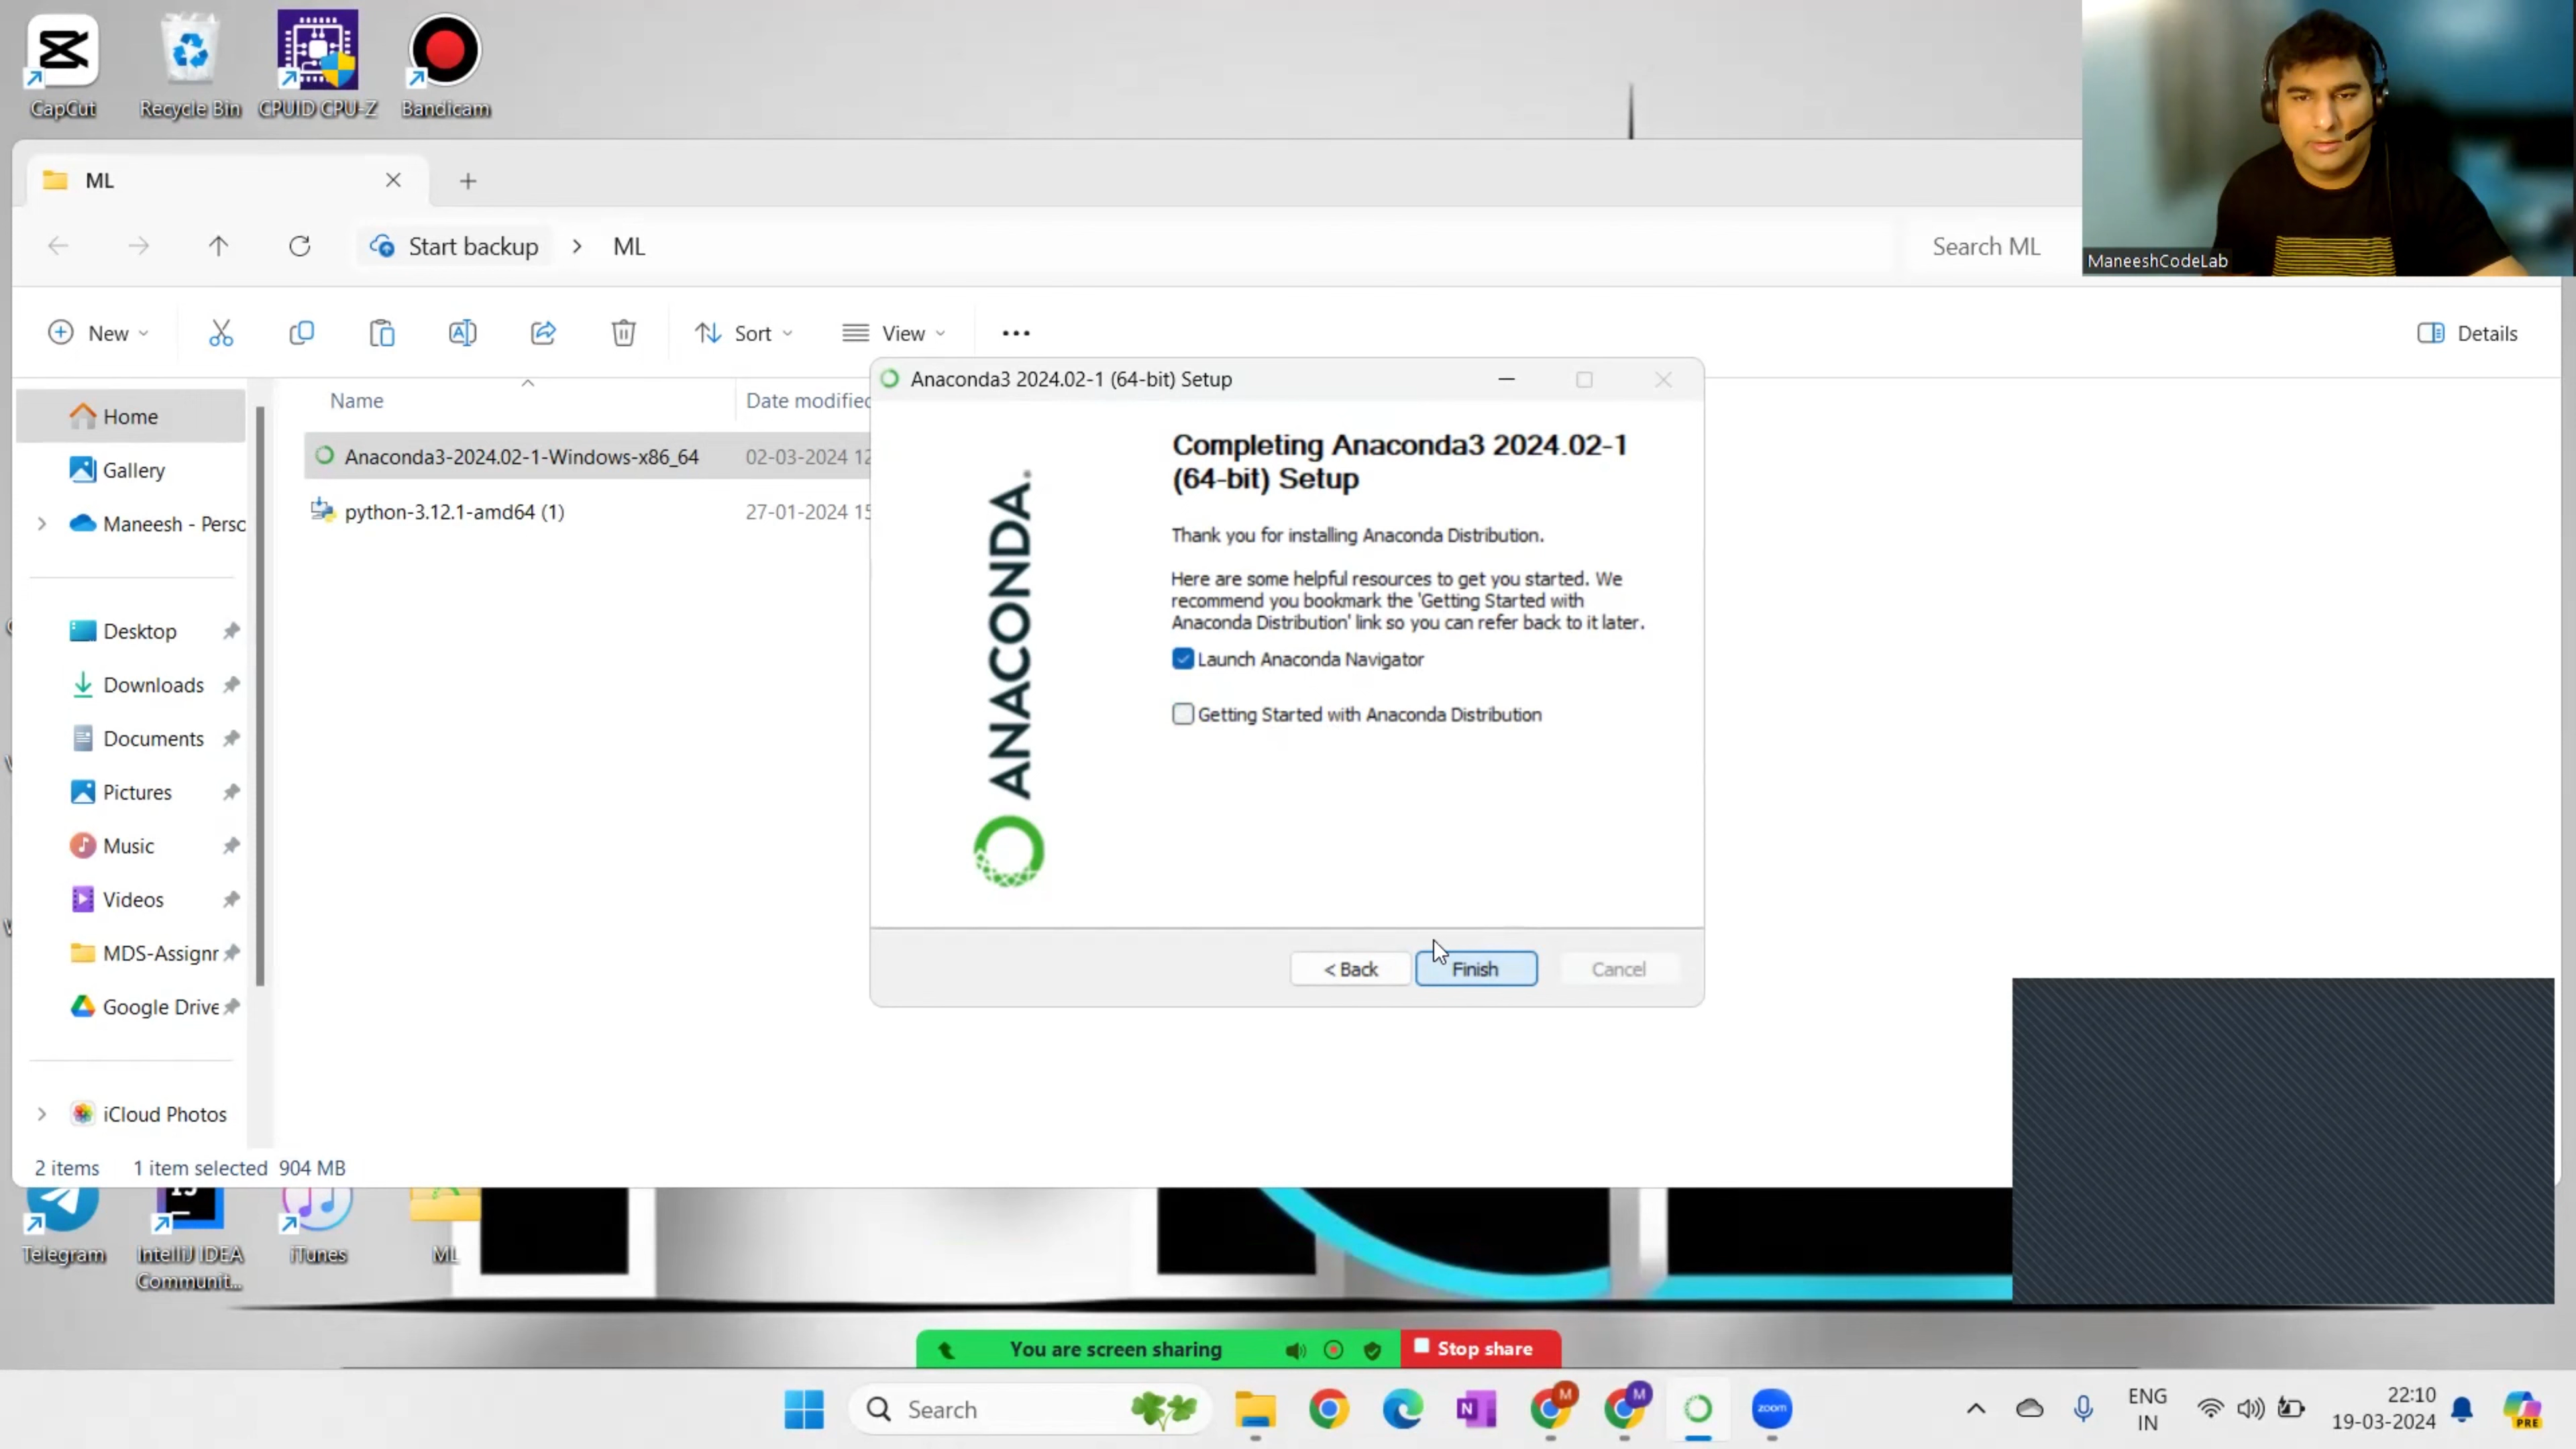 CapCut
Recycle Bin
CPUID CPU-Z
Bandicam
ManeeshCodeLab
ML
Start backup
ML
Search ML
New
Sort
View
Details
Name
Date modified
Home
Gallery
Maneesh - Perso
Desktop
Downloads
Documents
Pictures
Music
Videos
MDS-Assignr
Google Drive
iCloud Photos
Anaconda3-2024.02-1-Windows-x86_64
02-03-2024 12
python-3.12.1-amd64 (1)
27-01-2024 15
2 items
1 item selected 904 MB
Anaconda3 2024.02-1 (64-bit) Setup
ANACONDA.
Completing Anaconda3 2024.02-1
(64-bit) Setup
Thank you for installing Anaconda Distribution.
Here are some helpful resources to get you started. We
recommend you bookmark the 'Getting Started with
Anaconda Distribution' link so you can refer back to it later.
Launch Anaconda Navigator
Getting Started with Anaconda Distribution
< Back
Finish
Cancel
Telegram
IntelliJ IDEA
Communit...
iTunes
ML
You are screen sharing
Stop share
Search
N
M
M
zoom
ENG
IN
22:10
19-03-2024
PRE